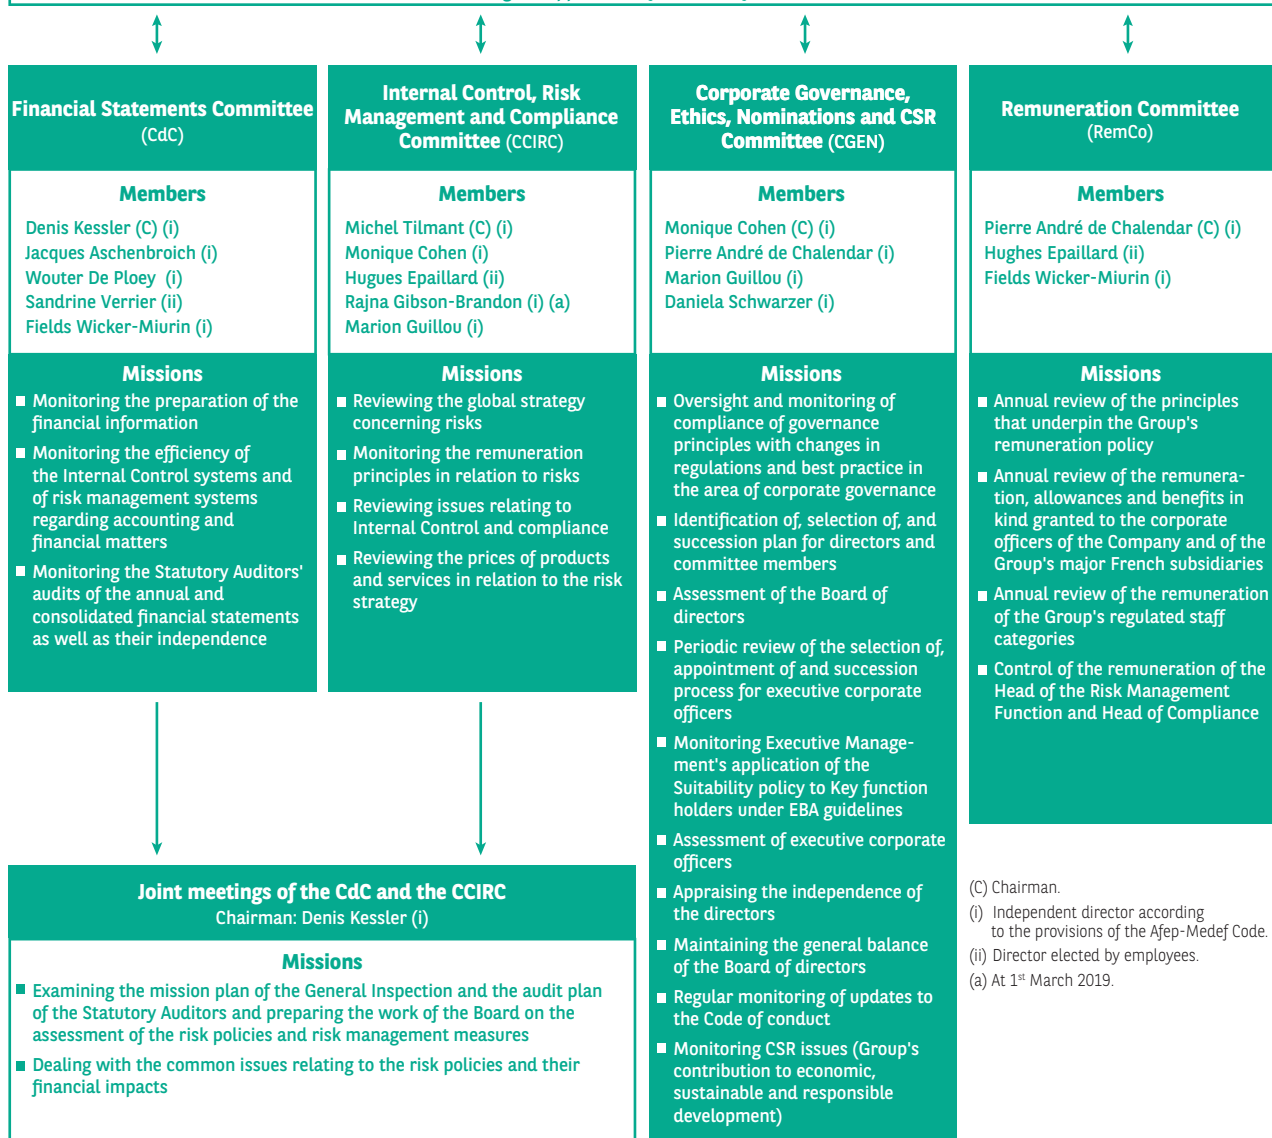 Financial Statements Committee
(CdC)
Members
Denis Kessler (C) (i)
Jacques Aschenbroich (i)
Wouter De Ploey (i)
Sandrine Verrier (ii)
Fields Wicker-Miurin (i)
Missions
Monitoring the preparation of the
financial information
Monitoring the efficiency of
the Internal Control systems and
of risk management systems
regarding accounting and
financial matters
Monitoring the Statutory Auditors'
audits of the annual and
consolidated financial statements
as well as their independence
Internal Control, Risk
Management and Compliance
Committee (CCIRC)
Members
Michel Tilmant (C) (i)
Monique Cohen (i)
Hugues Epaillard (ii)
Rajna Gibson-Brandon (i) (a)
Marion Guillou (i)
Missions
Reviewing the global strategy
concerning risks
Monitoring the remuneration
principles in relation to risks
Reviewing issues relating to
Internal Control and compliance
Reviewing the prices of products
and services in relation to the risk
strategy
Corporate Governance,
Ethics, Nominations and CSR
Committee (CGEN)
Members
Monique Cohen (C) (i)
Pierre André de Chalendar (i)
Marion Guillou (i)
Daniela Schwarzer (i)
Missions
Oversight and monitoring of
compliance of governance
principles with changes in
regulations and best practice in
the area of corporate governance
Identification of, selection of, and
succession plan for directors and
committee members
Assessment of the Board of
directors
Periodic review of the selection of,
appointment of and succession
process for executive corporate
officers
Monitoring Executive Manage-
ment's application of the
Suitability policy to Key function
holders under EBA guidelines
Assessment of executive corporate
officers
Appraising the independence of
the directors
Maintaining the general balance
of the Board of directors
Regular monitoring of updates to
the Code of conduct
Monitoring CSR issues (Group's
contribution to economic,
sustainable and responsible
development)
Remuneration Committee
(RemCo)
Members
Pierre André de Chalendar (C) (i)
Hughes Epaillard (ii)
Fields Wicker-Miurin (i)
Missions
Annual review of the principles
that underpin the Group's
remuneration policy
Annual review of the remunera-
tion, allowances and benefits in
kind granted to the corporate
officers of the Company and of the
Group's major French subsidiaries
Annual review of the remuneration
of the Group's regulated staff
categories
Control of the remuneration of the
Head of the Risk Management
Function and Head of Compliance
Joint meetings of the CdC and the CCIRC
Chairman: Denis Kessler (i)
Missions
Examining the mission plan of the General Inspection and the audit plan
of the Statutory Auditors and preparing the work of the Board on the
assessment of the risk policies and risk management measures
Dealing with the common issues relating to the risk policies and their
financial impacts
(C) Chairman.
(i) Independent director according
to the provisions of the Afep-Medef Code.
(ii) Director elected by employees.
(a) At 1st March 2019.